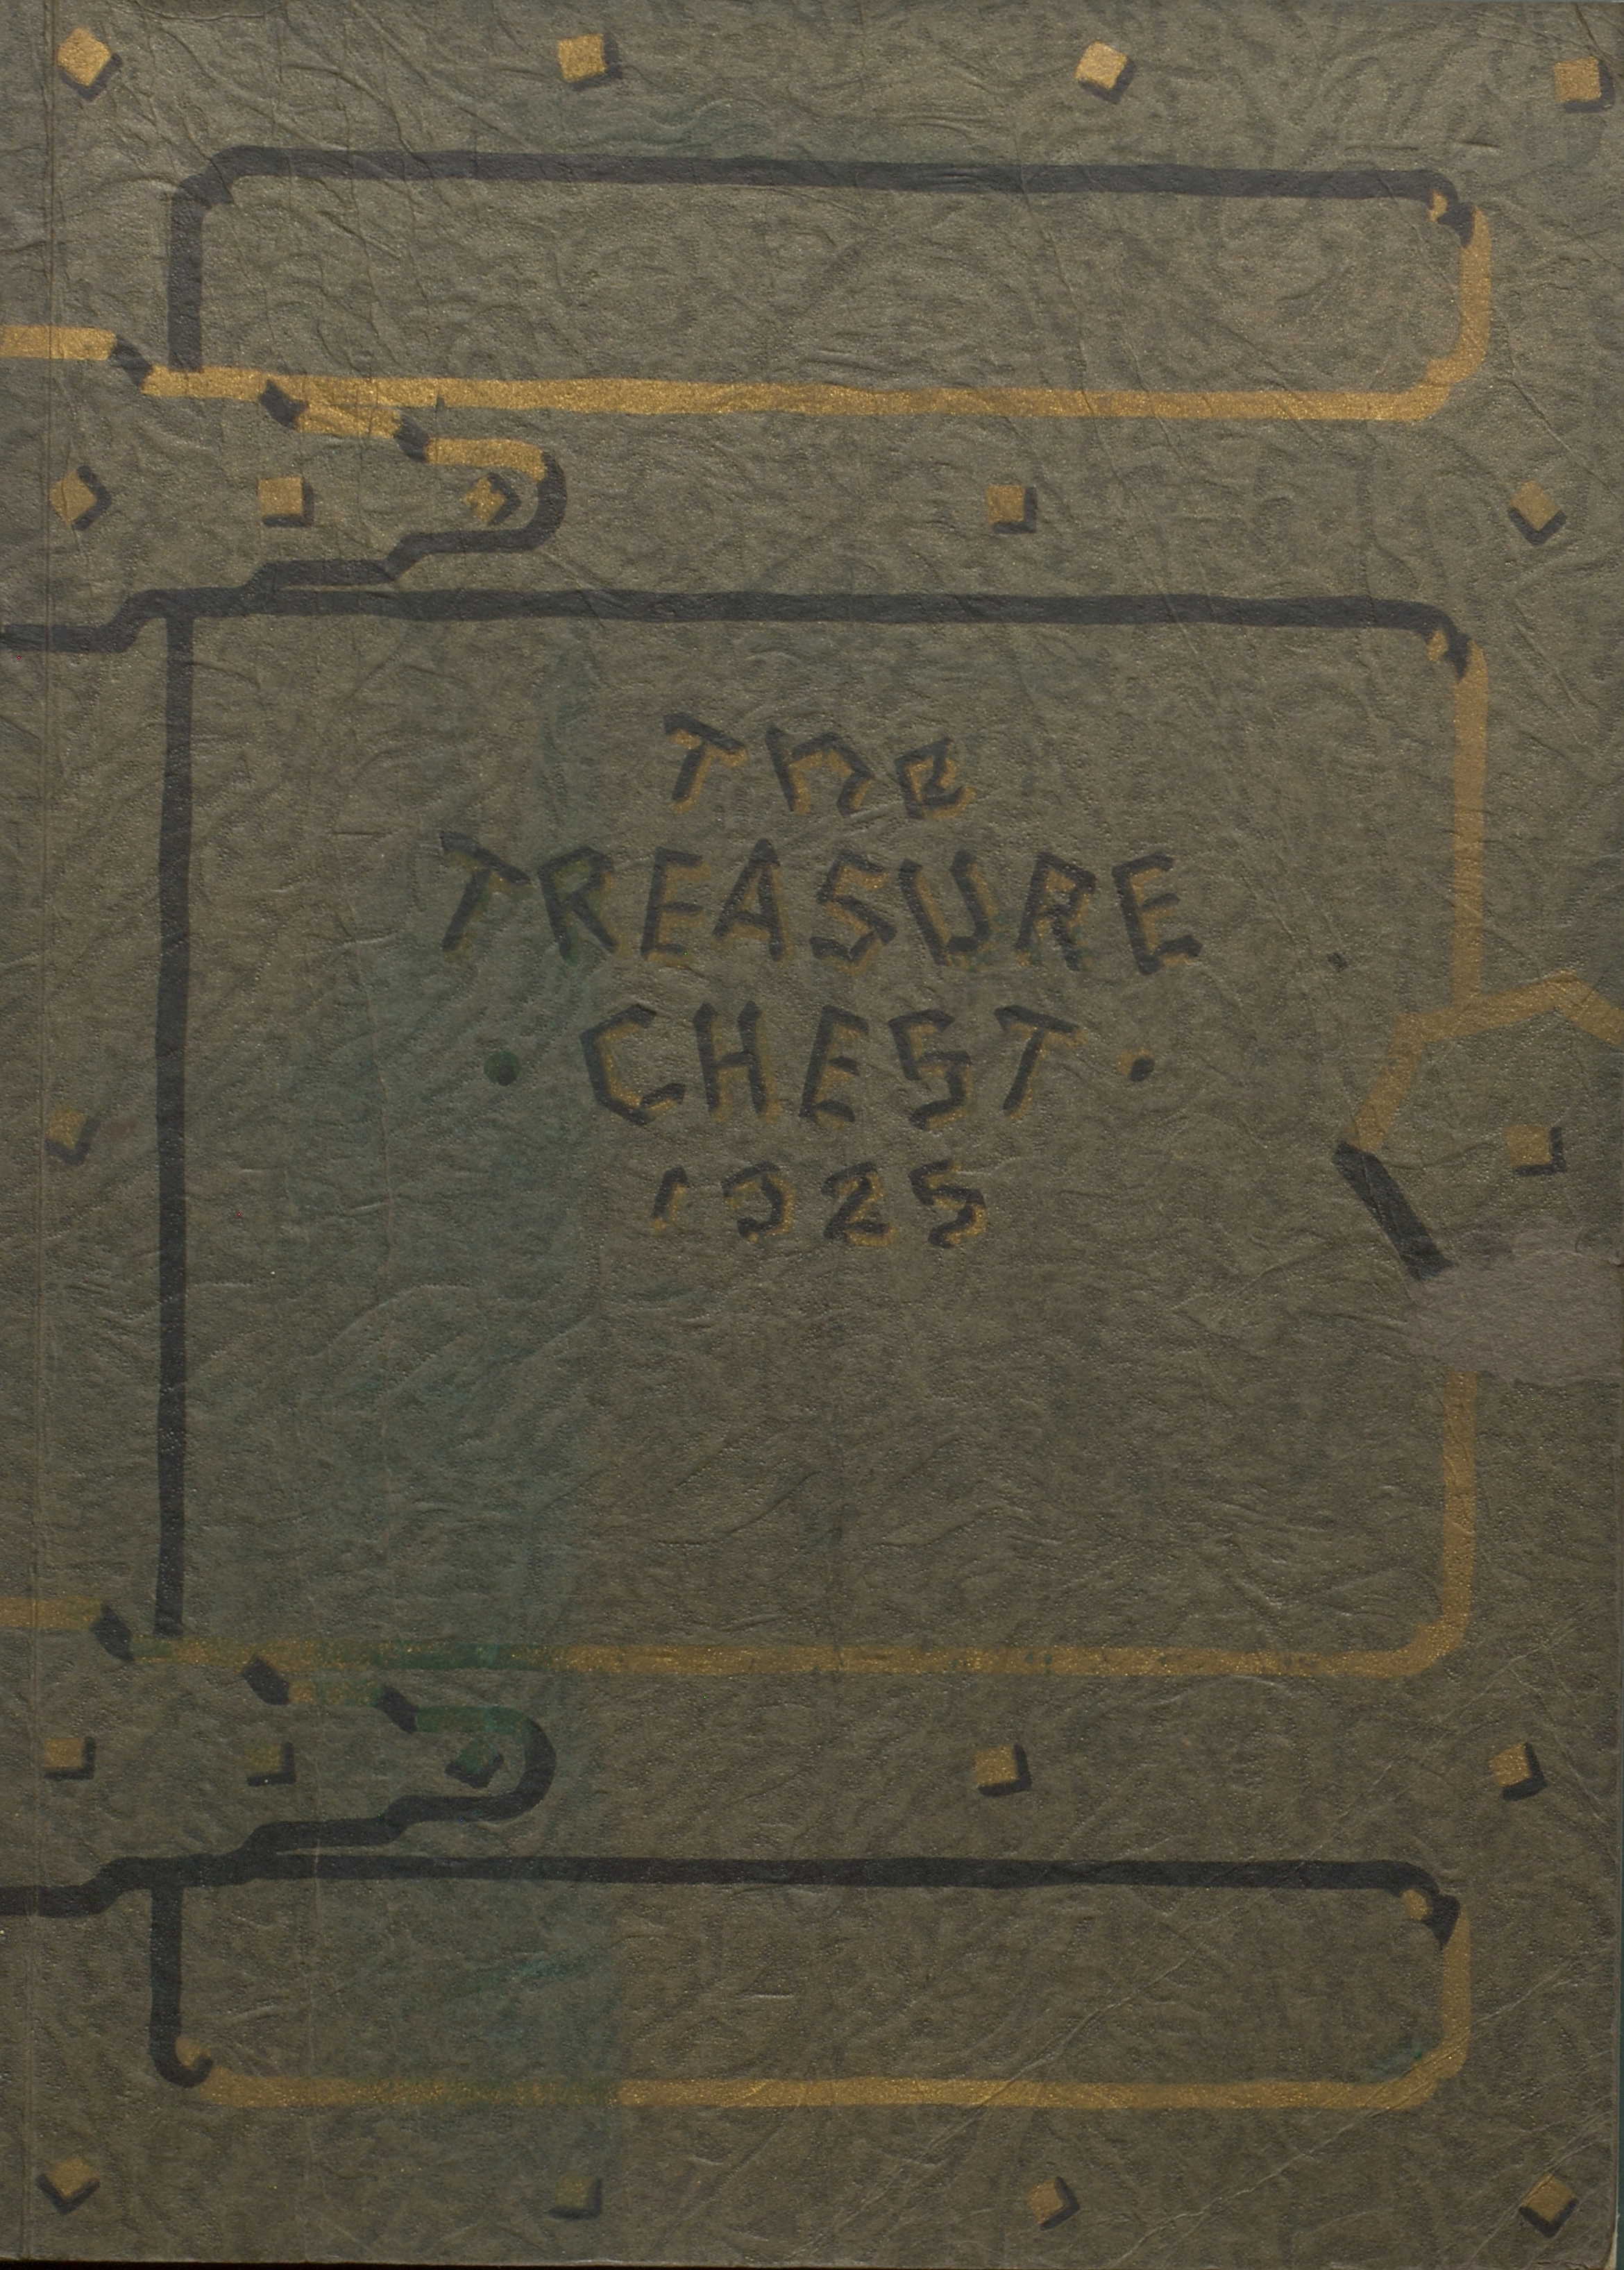 The
TREASURE
· CHEST ·
1925